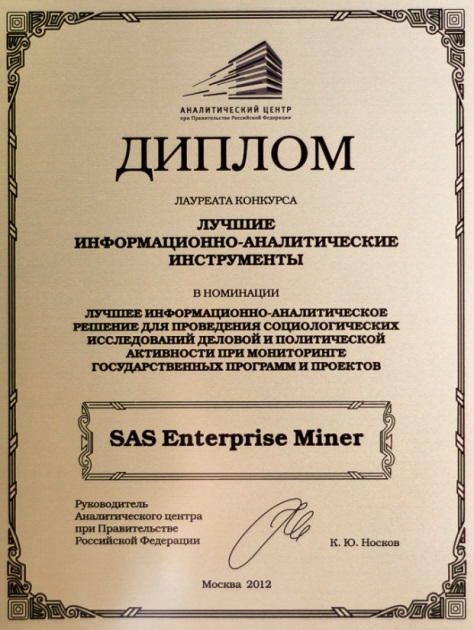 АНАЛИТИЧЕСКИЙ ЦЕНТР
при Правительстве Российской Федерации
ДИПЛОМ
ЛАУРЕАТА КОНКУРСА
ЛУЧШИЕ
ИНФОРМАЦИОННО-АНАЛИТИЧЕСКИЕ
ИНСТРУМЕНТЫ
В НОМИНАЦИИ
ЛУЧШЕЕ ИНФОРМАЦИОННО-АНАЛИТИЧЕСКОЕ
РЕШЕНИЕ ДЛЯ ПРОВЕДЕНИЯ СОЦИОЛОГИЧЕСКИХ
ИССЛЕДОВАНИЙ ДЕЛОВОЙ И ПОЛИТИЧЕСКОЙ
АКТИВНОСТИ ПРИ МОНИТОРИНГЕ
ГОСУДАРСТВЕННЫХ ПРОГРАММ И ПРОЕКТОВ
SAS Enterprise Miner
Руководитель
Аналитического центра
при Правительстве
Российской Федерации
К. Ю. Носков
Москва 2012